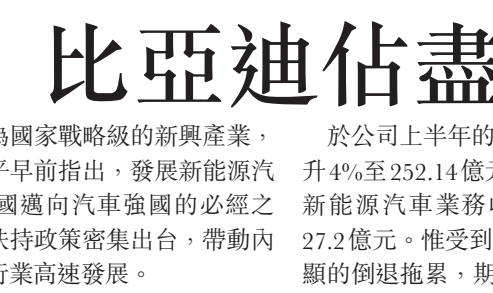 比亞迪佔盡
為國家戰略級的新興產業，
平早前指出，發展新能源汽
國邁向汽車強國的必經之
扶持政策密集出台，帶動內
行業高速發展。
於公司上半年的
升4%至252.14億元
新能源汽車業務收
27.2億元。惟受到
顯的倒退拖累，期